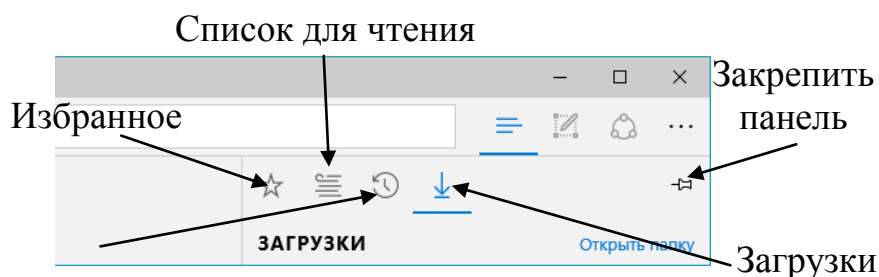 Список для чтения
Закрепить
панель
Избранное
ЗАГРУЗКИ
Открыть папку
Загрузки